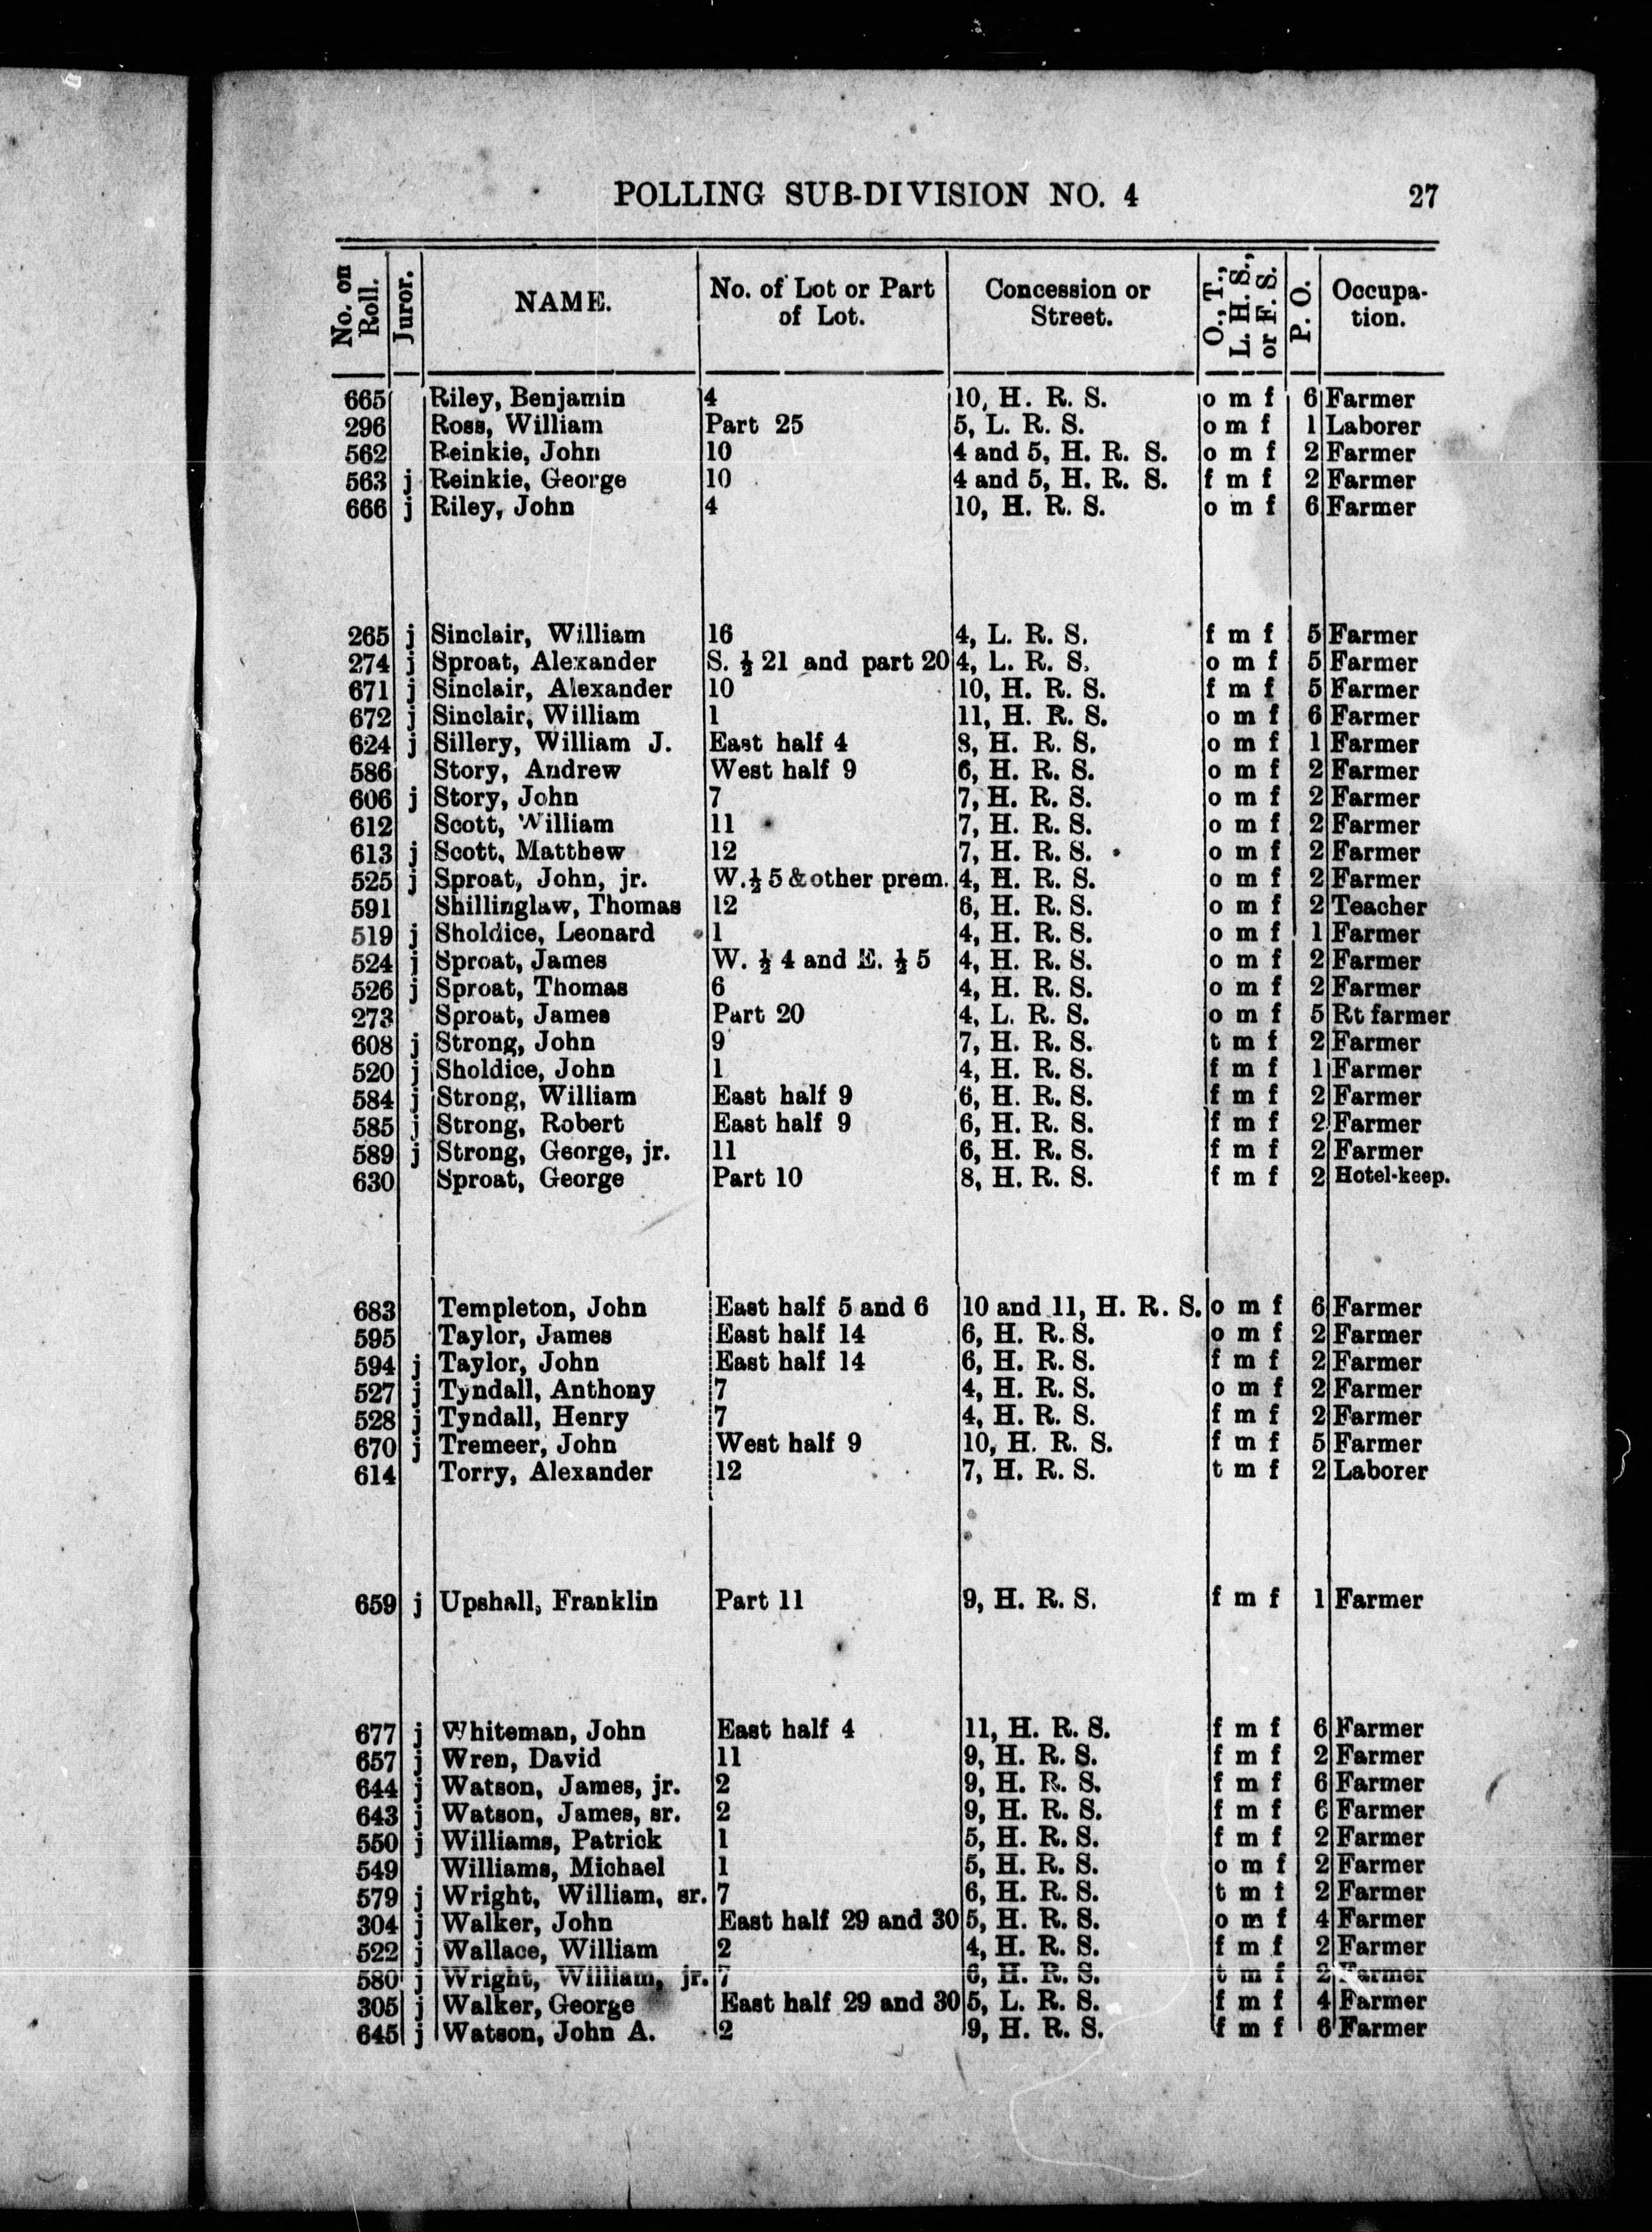 POLLING SUB-DIVISION NO. 4 27
No. on Roll. Juror. NAME. No. of Lot or Part of Lot. Concession or Street. O., T., L. H. S., or F. S. P. O. Occupa-tion.
665 Riley, Benjamin 4 10, H. R. S. o m f 6 Farmer
296 Ross, William Part 25 5, L. R. S. o m f 1 Laborer
562 Reinkie, John 10 4 and 5, H. R. S. o m f 2 Farmer
563 j Reinkie, George 10 4 and 5, H. R. S. f m f 2 Farmer
666 j Riley, John 4 10, H. R. S. o m f 6 Farmer
265 j Sinclair, William 16 4, L. R. S. f m f 5 Farmer
274 j Sproat, Alexander S. ½ 21 and part 20 4, L. R. S. o m f 5 Farmer
671 j Sinclair, Alexander 10 10, H. R. S. f m f 5 Farmer
672 j Sinclair, William 1 11, H. R. S. o m f 6 Farmer
624 j Sillery, William J. East half 4 8, H. R. S. o m f 1 Farmer
586 Story, Andrew West half 9 6, H. R. S. o m f 2 Farmer
606 j Story, John 7 7, H. R. S. o m f 2 Farmer
612 Scott, William 11 7, H. R. S. o m f 2 Farmer
613 j Scott, Matthew 12 7, H. R. S. o m f 2 Farmer
525 j Sproat, John, jr. W. ½ 5 & other prem. 4, H. R. S. o m f 2 Farmer
591 Shillinglaw, Thomas 12 6, H. R. S. o m f 2 Teacher
519 j Sholdice, Leonard 1 4, H. R. S. o m f 1 Farmer
524 j Sproat, James W. ½ 4 and E. ½ 5 4, H. R. S. o m f 2 Farmer
526 j Sproat, Thomas 6 4, H. R. S. o m f 2 Farmer
273 Sproat, James Part 20 4, L. R. S. o m f 5 Rt farmer
608 j Strong, John 9 7, H. R. S. t m f 2 Farmer
520 j Sholdice, John 1 4, H. R. S. f m f 1 Farmer
584 j Strong, William East half 9 6, H. R. S. f m f 2 Farmer
585 j Strong, Robert East half 9 6, H. R. S. f m f 2 Farmer
589 j Strong, George, jr. 11 6, H. R. S. f m f 2 Farmer
630 Sproat, George Part 10 8, H. R. S. f m f 2 Hotel-keep.
683 Templeton, John East half 5 and 6 10 and 11, H. R. S. o m f 6 Farmer
595 Taylor, James East half 14 6, H. R. S. o m f 2 Farmer
594 j Taylor, John East half 14 6, H. R. S. f m f 2 Farmer
527 j Tyndall, Anthony 7 4, H. R. S. o m f 2 Farmer
528 j Tyndall, Henry 7 4, H. R. S. f m f 2 Farmer
670 j Tremeer, John West half 9 10, H. R. S. f m f 5 Farmer
614 Torry, Alexander 12 7, H. R. S. t m f 2 Laborer
659 j Upshall, Franklin Part 11 9, H. R. S. f m f 1 Farmer
677 j Whiteman, John East half 4 11, H. R. S. f m f 6 Farmer
657 j Wren, David 11 9, H. R. S. f m f 2 Farmer
644 j Watson, James, jr. 2 9, H. R. S. f m f 6 Farmer
643 j Watson, James, sr. 2 9, H. R. S. f m f 6 Farmer
550 j Williams, Patrick 1 5, H. R. S. f m f 2 Farmer
549 Williams, Michael 1 5, H. R. S. o m f 2 Farmer
579 j Wright, William, sr. 7 6, H. R. S. t m f 2 Farmer
304 j Walker, John East half 29 and 30 5, H. R. S. o m f 4 Farmer
522 j Wallace, William 2 4, H. R. S. f m f 2 Farmer
580 j Wright, William, jr. 7 6, H. R. S. t m f 2 Farmer
305 j Walker, George East half 29 and 30 5, L. R. S. f m f 4 Farmer
645 j Watson, John A. 2 9, H. R. S. f m f 6 Farmer